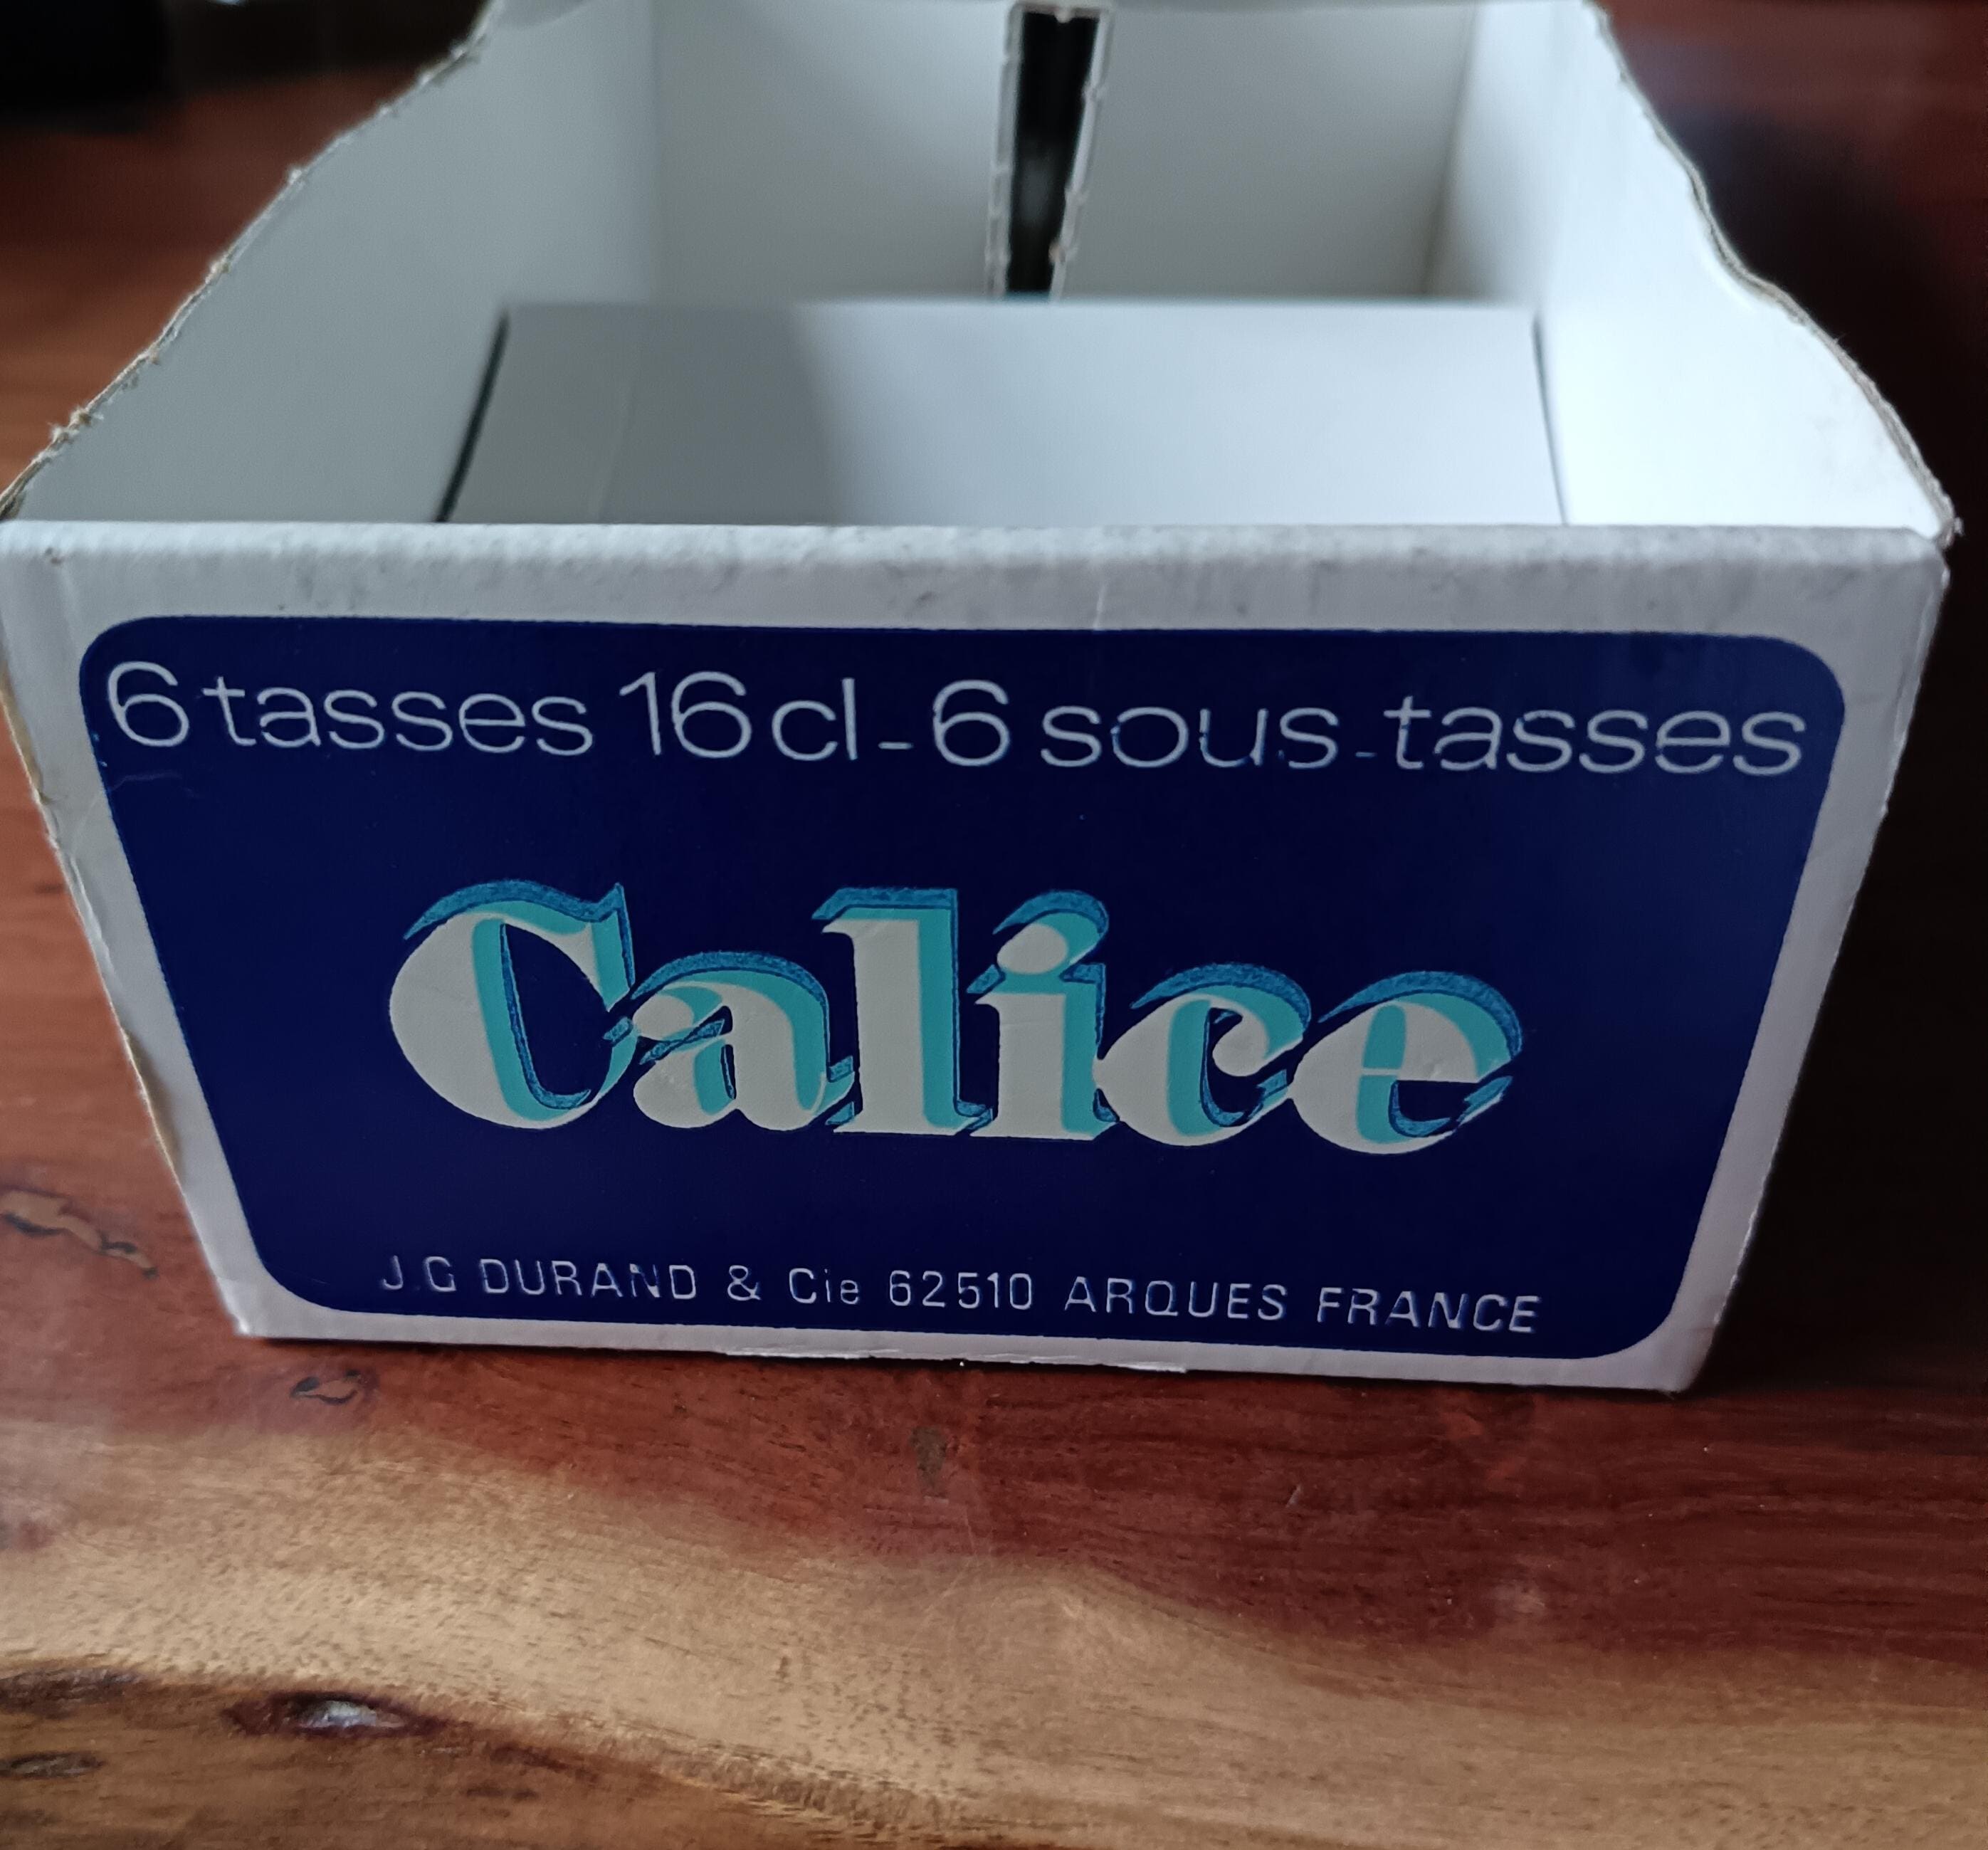 6 tasses 16 cl - 6 sous-tasses
Calice
J.G DURAND & Cie 62510 ARQUES FRANCE